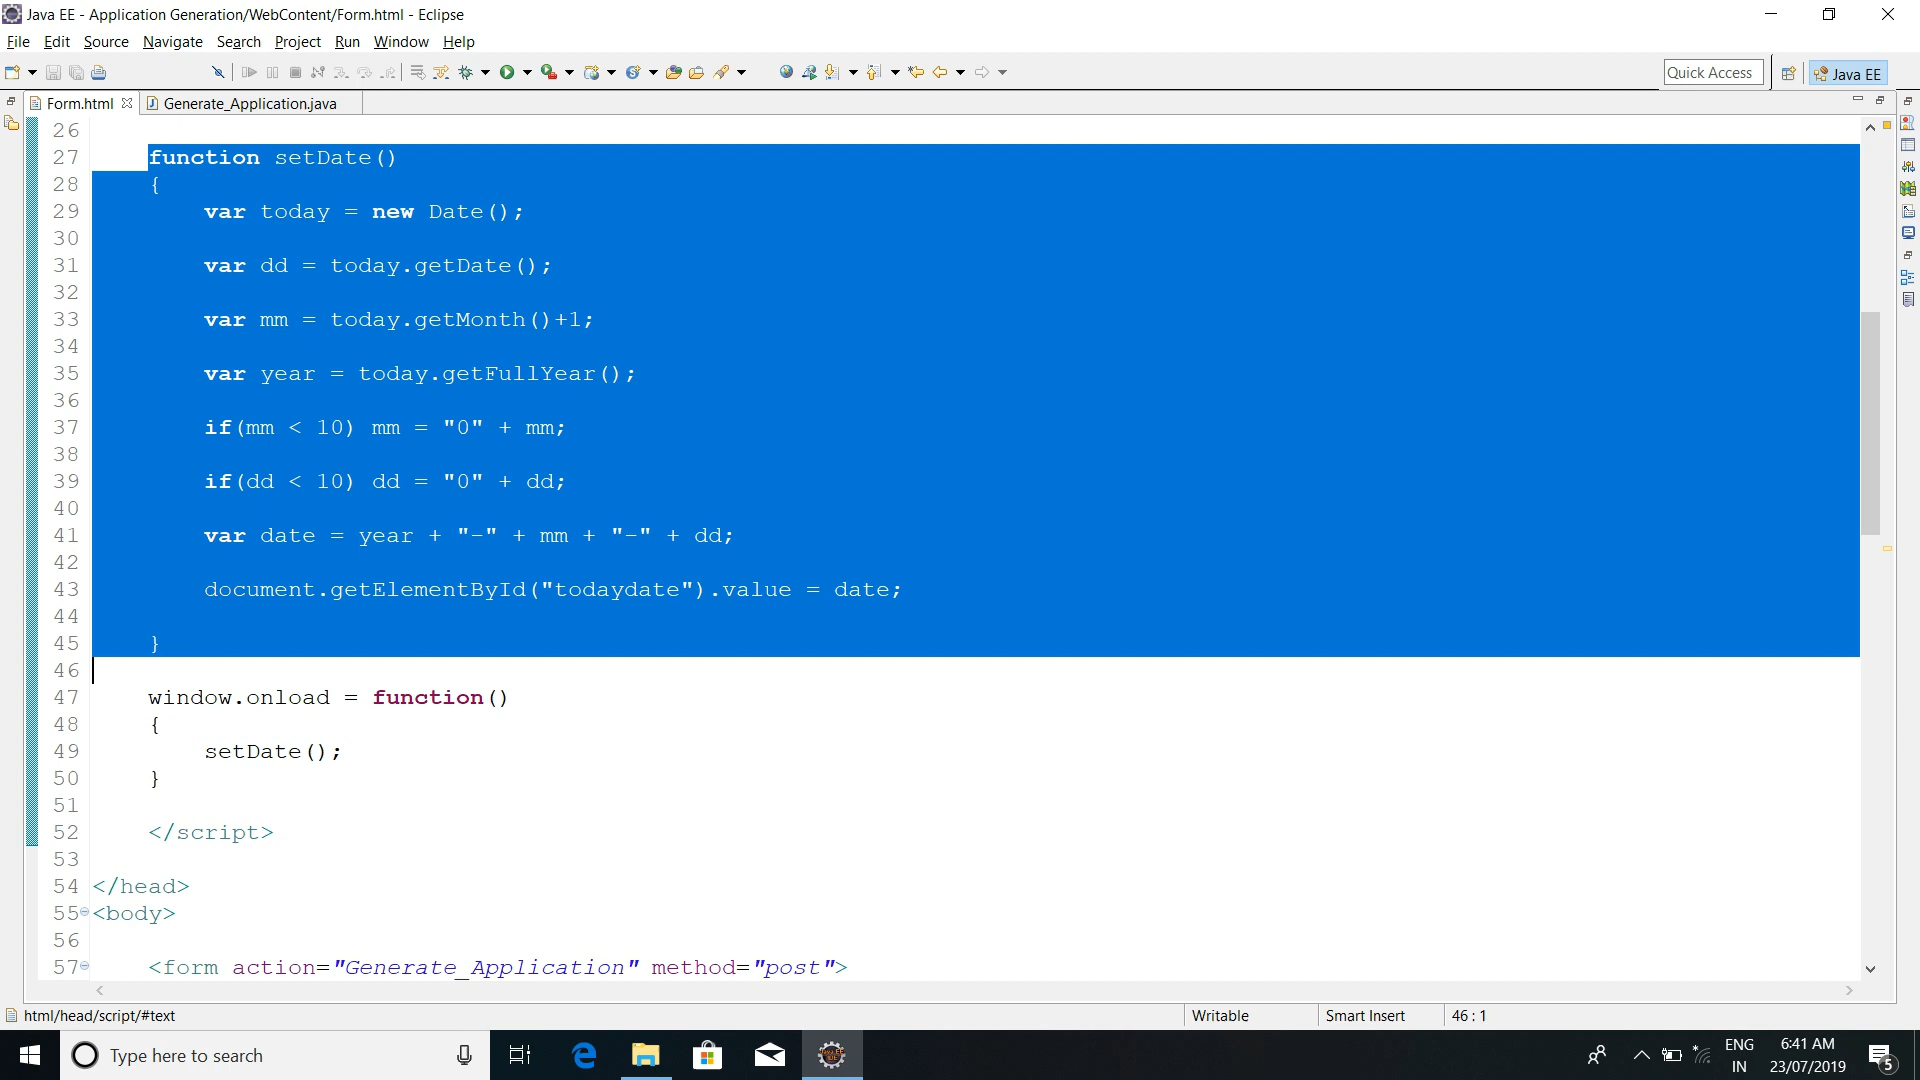 Java EE - Application Generation/WebContent/Form.html - Eclipse
File Edit Source Navigate Search Project Run Window Help
Quick Access
Java EE
Form.html
Generate_Application.java
26
27 function setDate()
28 {
29 var today = new Date();
30
31 var dd = today.getDate();
32
33 var mm = today.getMonth()+1;
34
35 var year = today.getFullYear();
36
37 if(mm < 10) mm = "0" + mm;
38
39 if(dd < 10) dd = "0" + dd;
40
41 var date = year + "-" + mm + "-" + dd;
42
43 document.getElementById("todaydate").value = date;
44
45 }
46
47 window.onload = function()
48 {
49 setDate();
50 }
51
52 </script>
53
54 </head>
55 <body>
56
57 <form action="Generate_Application" method="post">
html/head/script/#text
Writable
Smart Insert
46 : 1
Type here to search
ENG
IN
6:41 AM
23/07/2019
5